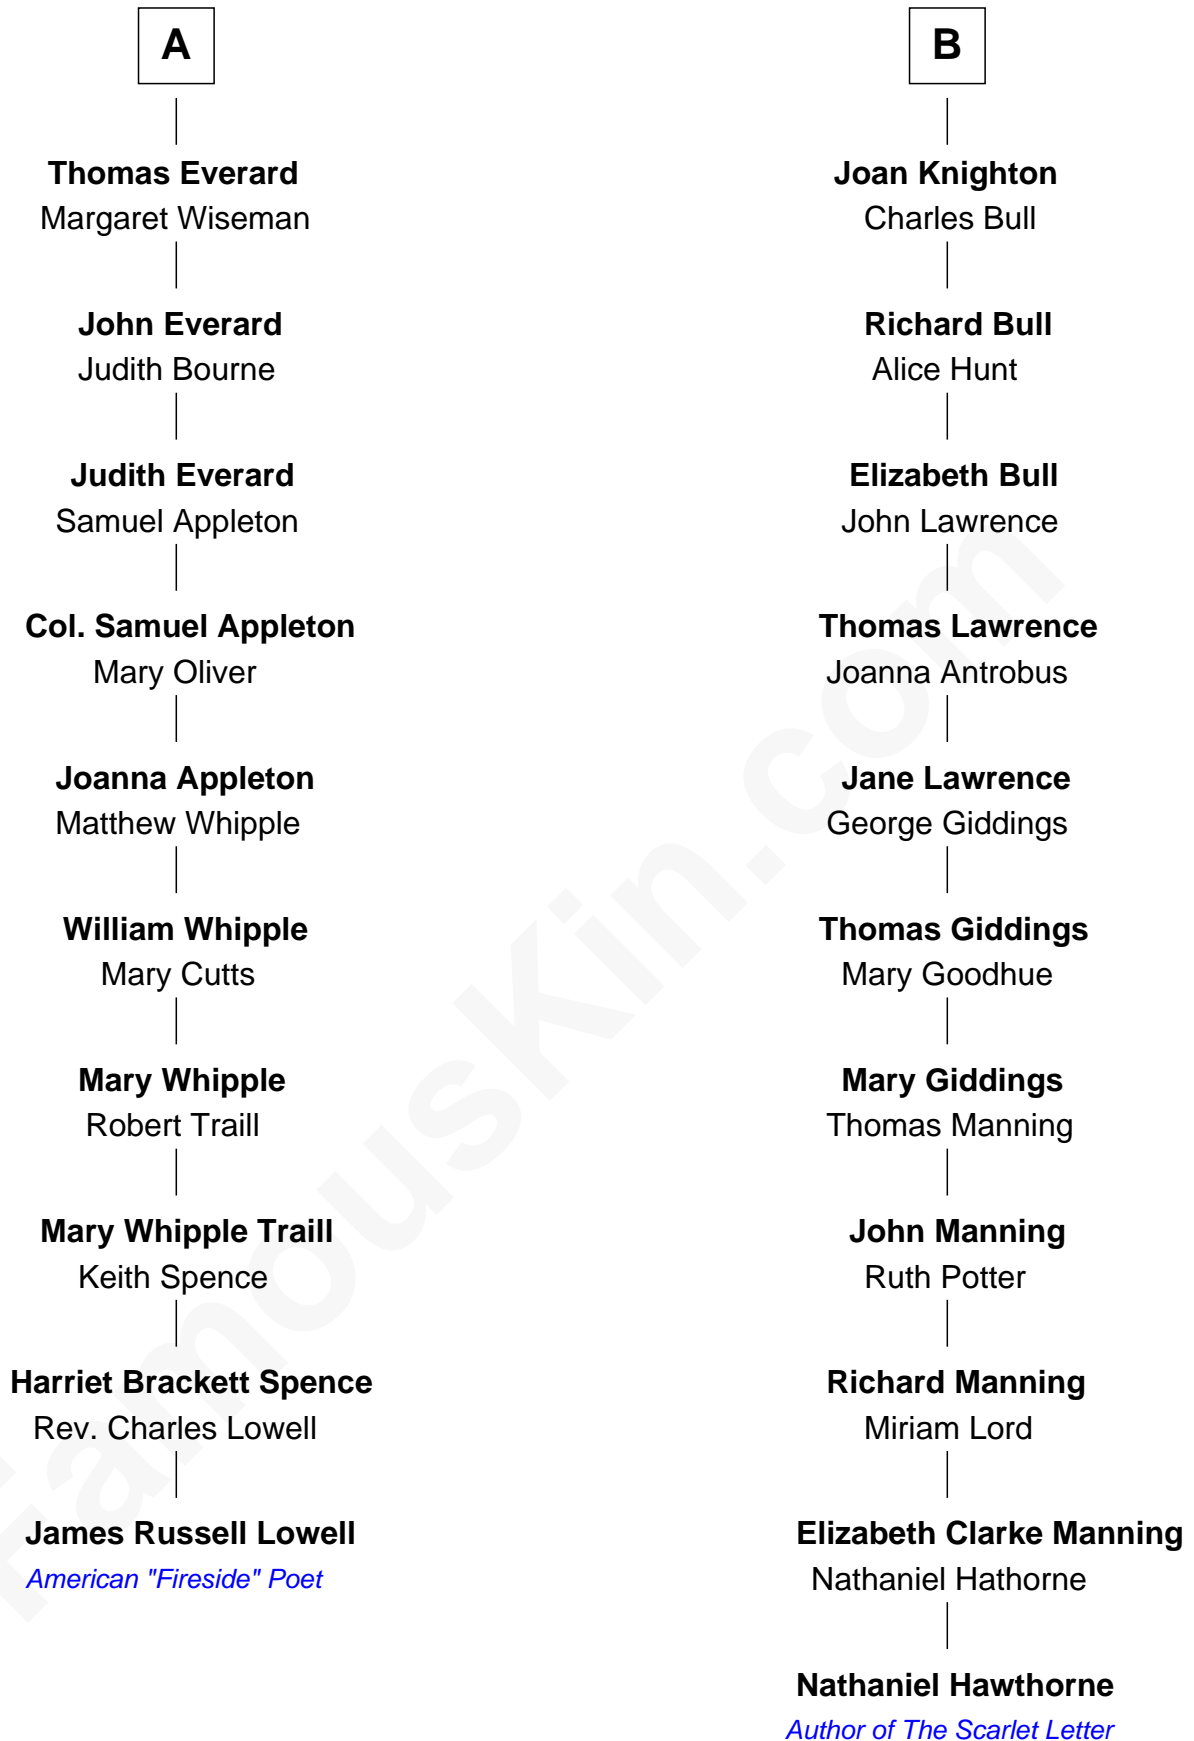 A
Thomas Everard
Margaret Wiseman
John Everard
Judith Bourne
Judith Everard
Samuel Appleton
Col. Samuel Appleton
Mary Oliver
Joanna Appleton
Matthew Whipple
William Whipple
Mary Cutts
Mary Whipple
Robert Traill
Mary Whipple Traill
Keith Spence
Harriet Brackett Spence
Rev. Charles Lowell
James Russell Lowell
American "Fireside" Poet
B
Joan Knighton
Charles Bull
Richard Bull
Alice Hunt
Elizabeth Bull
John Lawrence
Thomas Lawrence
Joanna Antrobus
Jane Lawrence
George Giddings
Thomas Giddings
Mary Goodhue
Mary Giddings
Thomas Manning
John Manning
Ruth Potter
Richard Manning
Miriam Lord
Elizabeth Clarke Manning
Nathaniel Hathorne
Nathaniel Hawthorne
Author of The Scarlet Letter
FamousKin.com